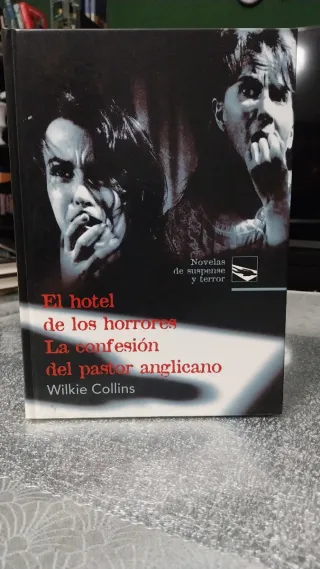 Novelas
de suspense
y terror
El hotel
de los horrores
La confesión
del pastor anglicano
Wilkie Collins